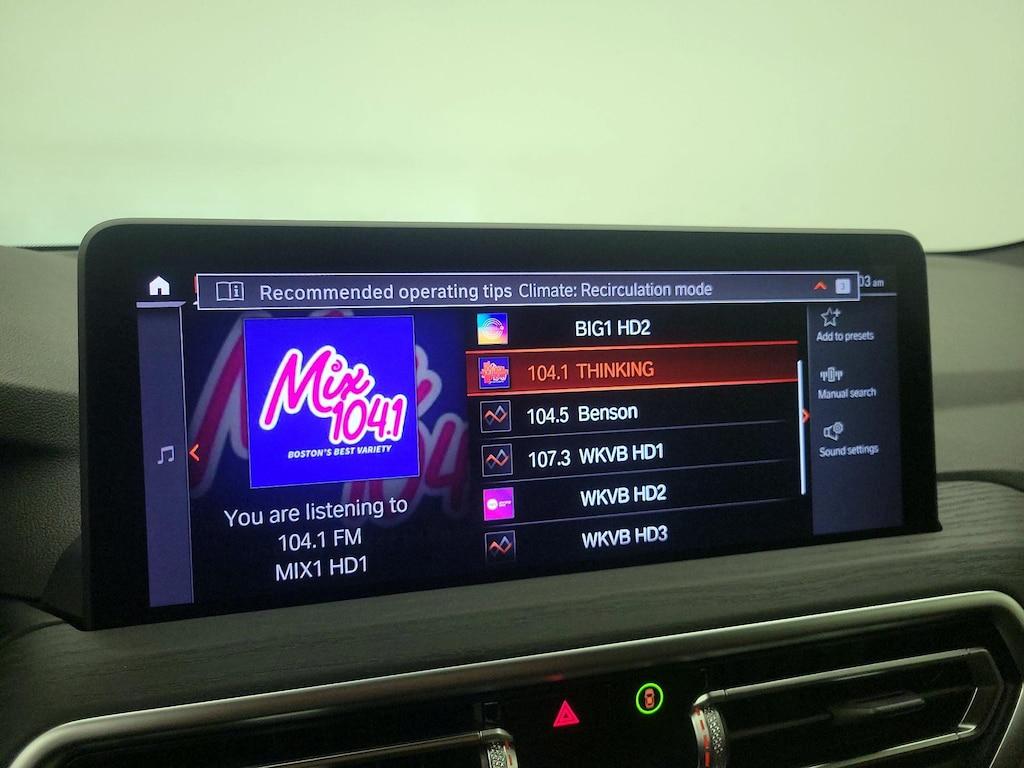 Recommended operating tips Climate: Recirculation mode
3
03 am
Mix
104.1
BOSTON'S BEST VARIETY
You are listening to
104.1 FM
MIX1 HD1
BIG1 HD2
104.1 THINKING
104.5 Benson
107.3 WKVB HD1
WKVB HD2
WKVB HD3
Add to presets
Manual search
Sound settings